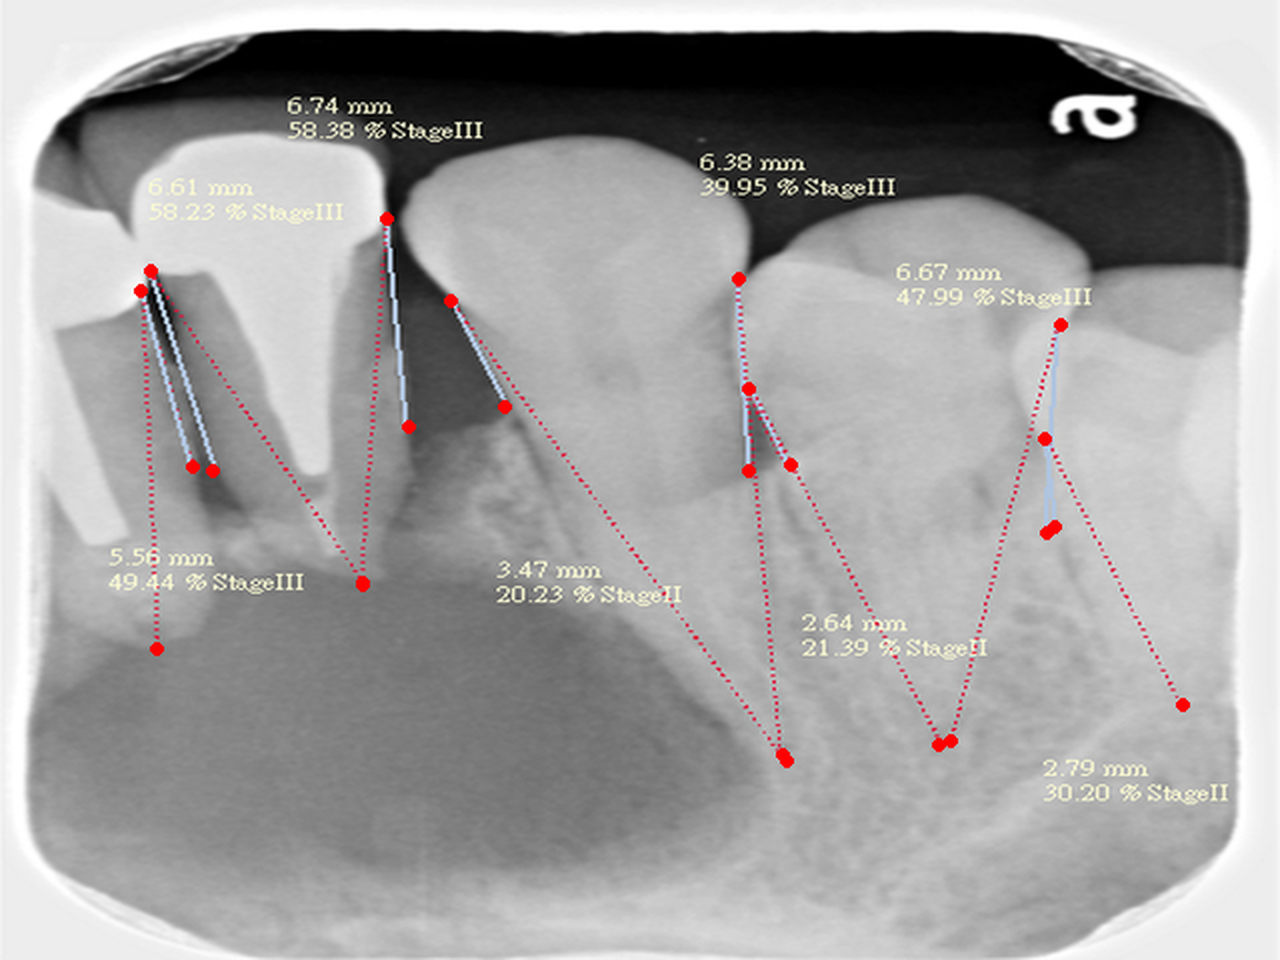 a
6.74 mm
58.38 % StageIII
6.38 mm
39.95 % StageIII
6.61 mm
58.23 % StageIII
6.67 mm
47.99 % StageIII
5.56 mm
49.44 % StageIII
3.47 mm
20.23 % StageII
2.64 mm
21.39 % StageII
2.79 mm
30.20 % StageII